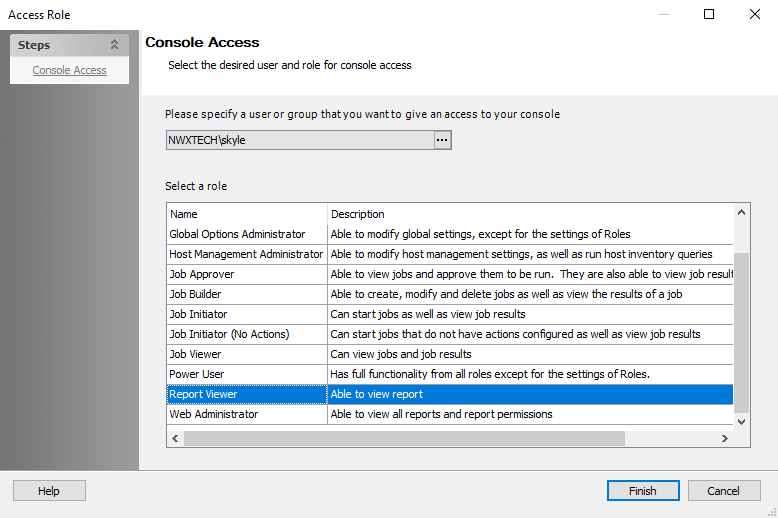 Access Role
Steps
Console Access
Console Access
Select the desired user and role for console access
Please specify a user or group that you want to give an access to your console
NWXTECH\skyle
...
Select a role
Name Description
Global Options Administrator Able to modify global settings, except for the settings of Roles
Host Management Administrator Able to modify host management settings, as well as run host inventory queries
Job Approver Able to view jobs and approve them to be run. They are also able to view job result
Job Builder Able to create, modify and delete jobs as well as view the results of a job
Job Initiator Can start jobs as well as view job results
Job Initiator (No Actions) Can start jobs that do not have actions configured as well as view job results
Job Viewer Can view jobs and job results
Power User Has full functionality from all roles except for the settings of Roles.
Report Viewer Able to view report
Web Administrator Able to view all reports and report permissions
Help Finish Cancel